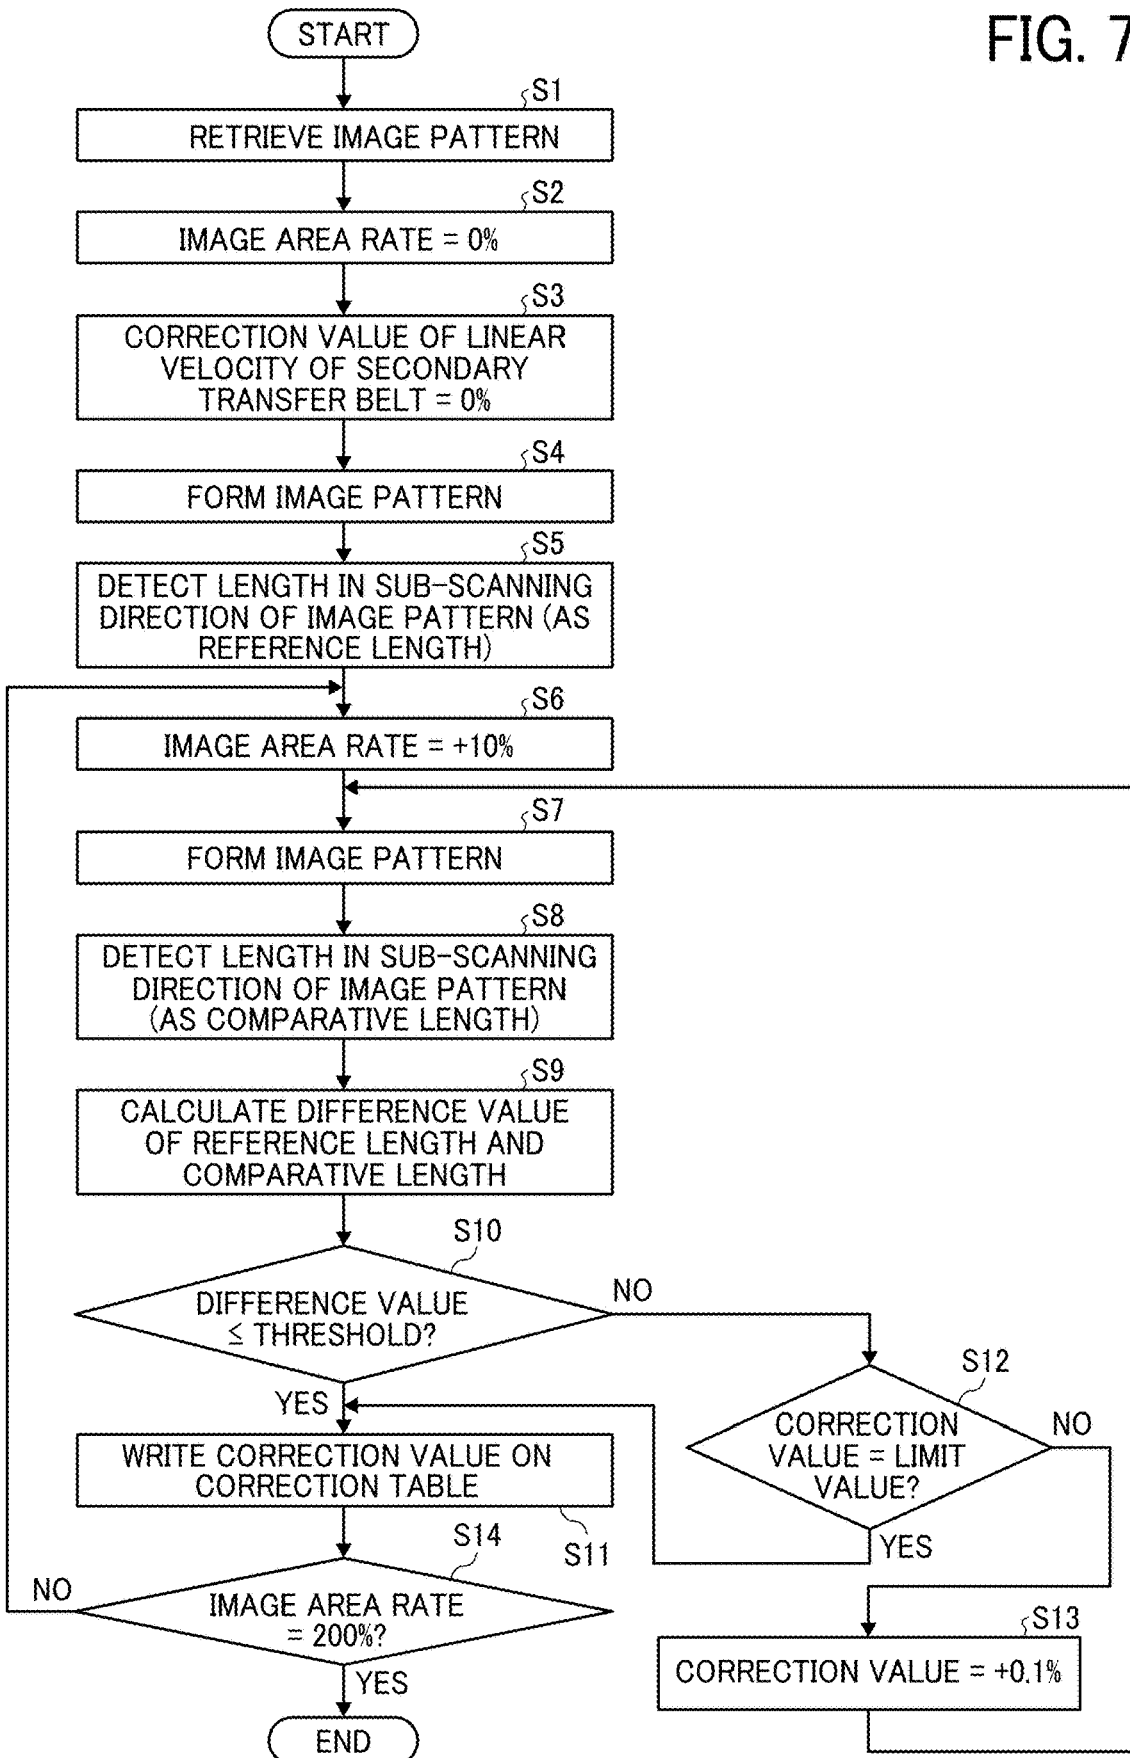 FIG. 7
START
S1
RETRIEVE IMAGE PATTERN
S2
IMAGE AREA RATE = 0%
S3
CORRECTION VALUE OF LINEAR
VELOCITY OF SECONDARY
TRANSFER BELT = 0%
S4
FORM IMAGE PATTERN
S5
DETECT LENGTH IN SUB-SCANNING
DIRECTION OF IMAGE PATTERN (AS
REFERENCE LENGTH)
S6
IMAGE AREA RATE = +10%
S7
FORM IMAGE PATTERN
S8
DETECT LENGTH IN SUB-SCANNING
DIRECTION OF IMAGE PATTERN
(AS COMPARATIVE LENGTH)
S9
CALCULATE DIFFERENCE VALUE
OF REFERENCE LENGTH AND
COMPARATIVE LENGTH
S10
DIFFERENCE VALUE
≤ THRESHOLD?
NO
YES
S12
CORRECTION
VALUE = LIMIT
VALUE?
NO
YES
WRITE CORRECTION VALUE ON
CORRECTION TABLE
S11
S14
IMAGE AREA RATE
= 200%?
NO
YES
S13
CORRECTION VALUE = +0.1%
END